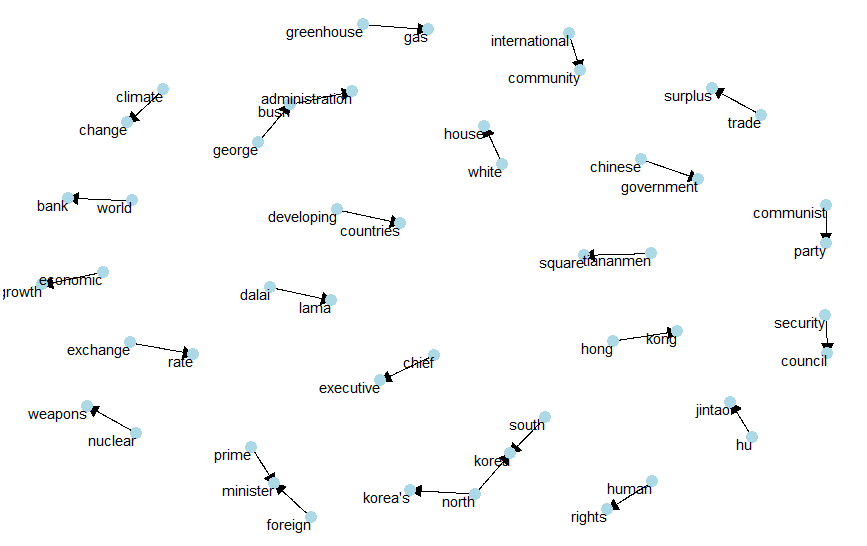 greenhouse
gas
international
community
climate
change
administration
bush
george
surplus
trade
house
white
chinese
government
bank
world
developing
countries
communist
party
square
tiananmen
economic
growth
dalai
lama
security
council
exchange
rate
hong
kong
chief
executive
weapons
nuclear
jintao
hu
south
korea
prime
minister
foreign
korea's
north
human
rights